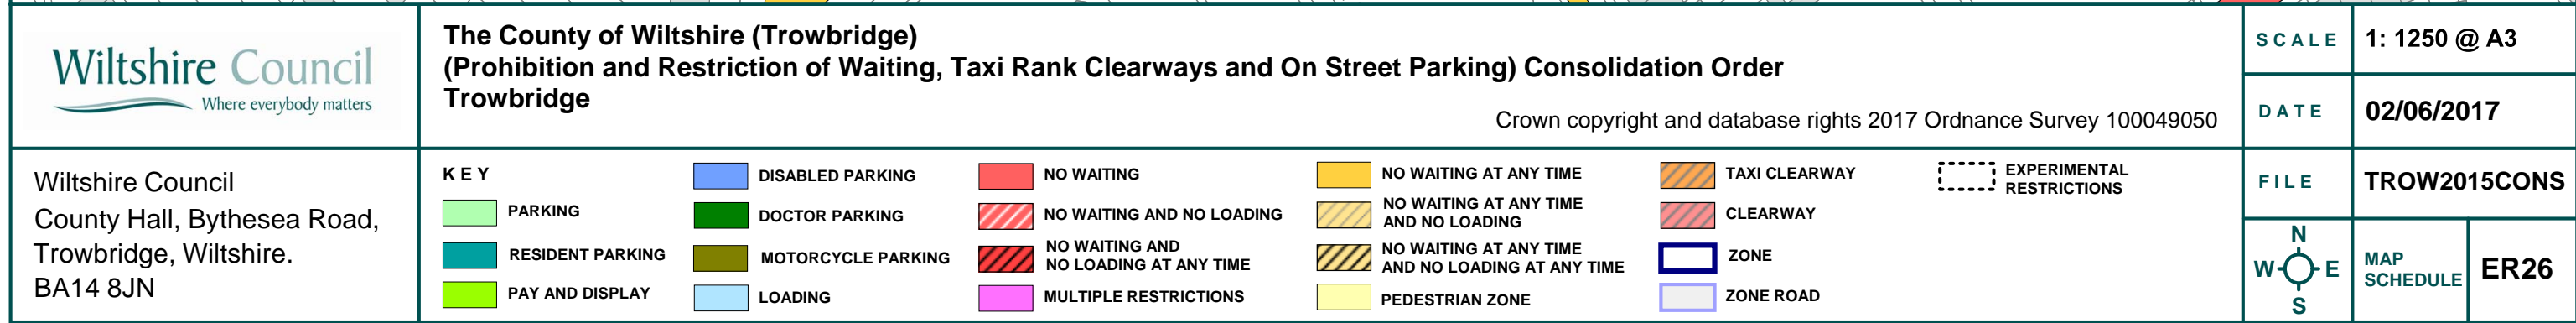 Wiltshire Council
Where everybody matters
The County of Wiltshire (Trowbridge)
(Prohibition and Restriction of Waiting, Taxi Rank Clearways and On Street Parking) Consolidation Order
Trowbridge
Crown copyright and database rights 2017 Ordnance Survey 100049050
SCALE
1: 1250 @ A3
DATE
02/06/2017
Wiltshire Council
County Hall, Bythesea Road,
Trowbridge, Wiltshire.
BA14 8JN
KEY
PARKING
RESIDENT PARKING
PAY AND DISPLAY
DISABLED PARKING
DOCTOR PARKING
MOTORCYCLE PARKING
LOADING
NO WAITING
NO WAITING AND NO LOADING
NO WAITING AND
NO LOADING AT ANY TIME
MULTIPLE RESTRICTIONS
NO WAITING AT ANY TIME
NO WAITING AT ANY TIME
AND NO LOADING
NO WAITING AT ANY TIME
AND NO LOADING AT ANY TIME
PEDESTRIAN ZONE
TAXI CLEARWAY
CLEARWAY
ZONE
ZONE ROAD
EXPERIMENTAL
RESTRICTIONS
FILE
TROW2015CONS
N
W E
S
MAP
SCHEDULE
ER26